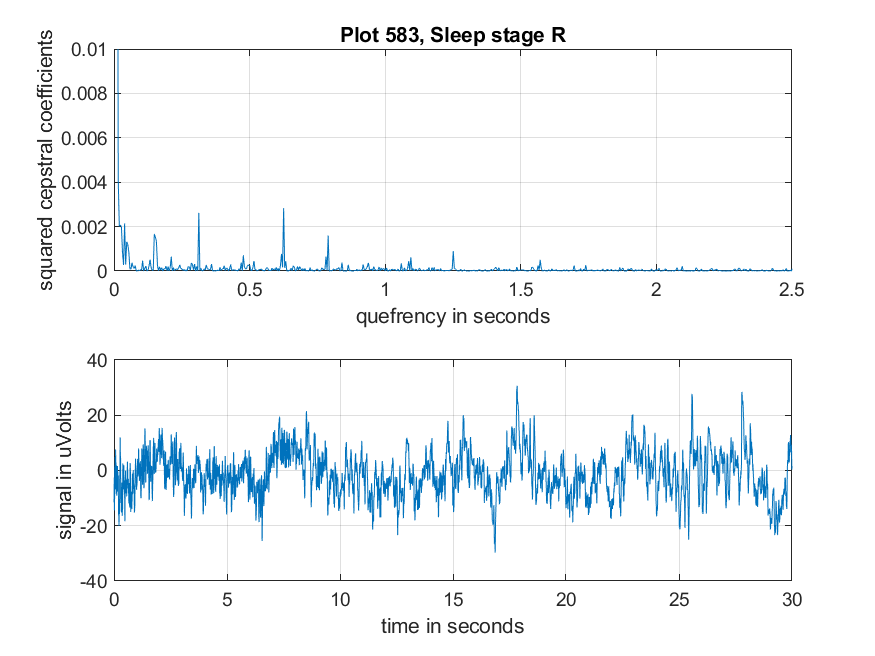 Plot 583, Sleep stage R
squared cepstral coefficients
0.01
0.008
0.006
0.004
0.002
0
0 0.5 1 1.5 2 2.5
quefrency in seconds
signal in uVolts
40
20
0
-20
-40
0 5 10 15 20 25 30
time in seconds